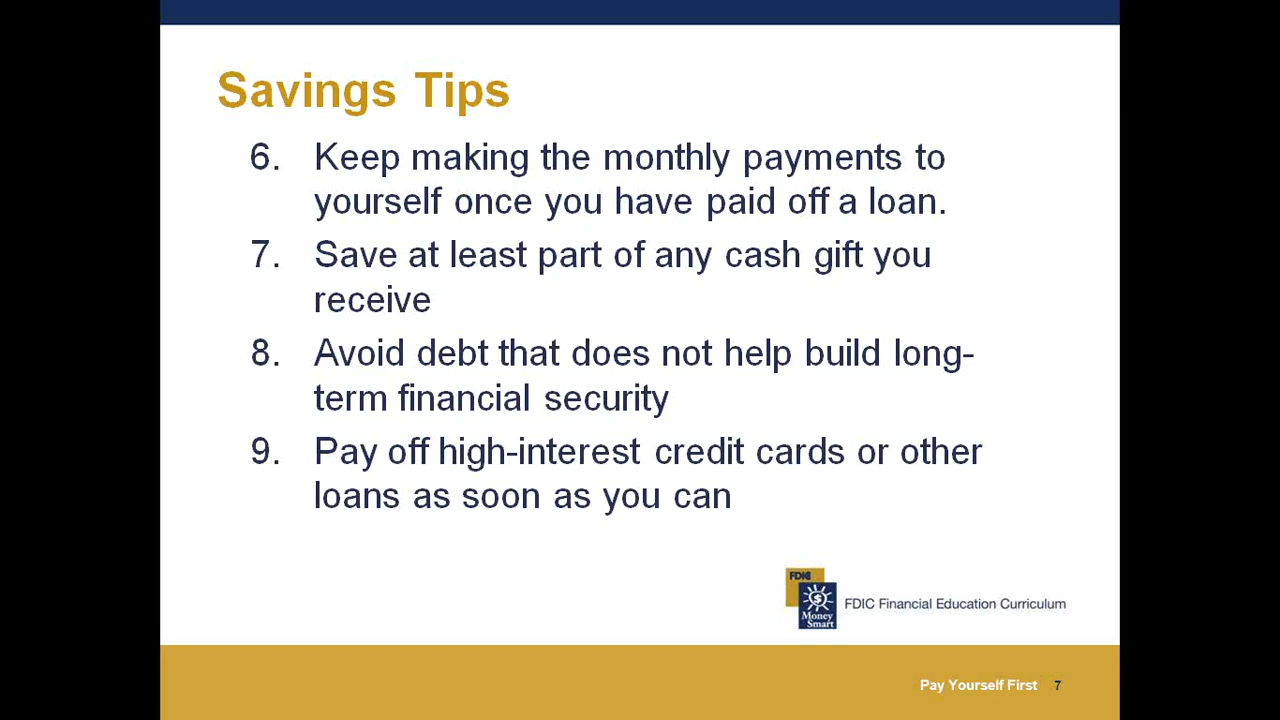 Savings Tips
6. Keep making the monthly payments to
yourself once you have paid off a loan.
7. Save at least part of any cash gift you
receive
8. Avoid debt that does not help build long-
term financial security
9. Pay off high-interest credit cards or other
loans as soon as you can
FDIC
Money
Smart
FDIC Financial Education Curriculum
Pay Yourself First 7